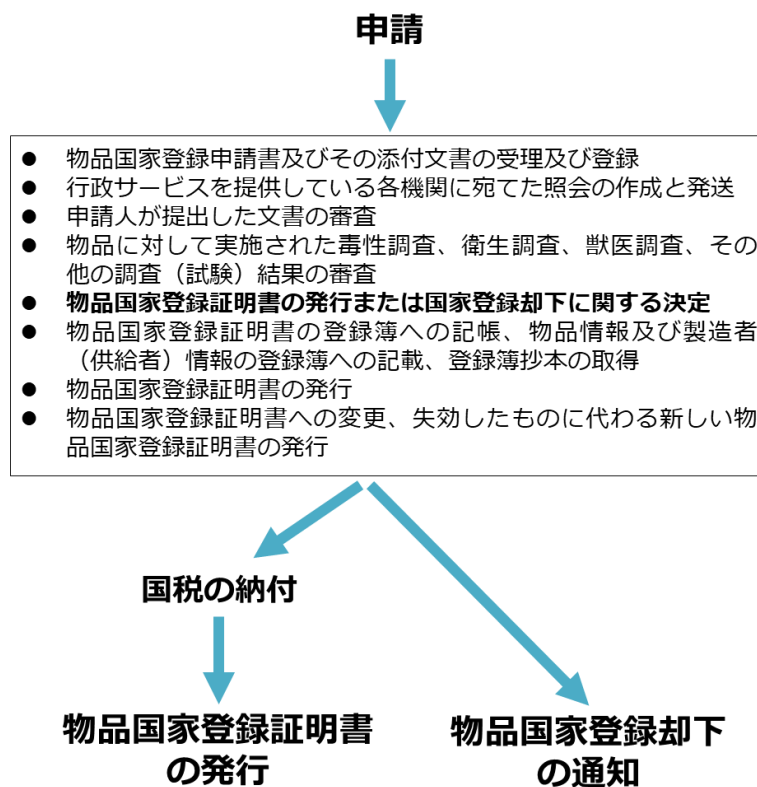 申請
● 物品国家登録申請書及びその添付文書の受理及び登録
● 行政サービスを提供している各機関に宛てた照会の作成と発送
● 申請人が提出した文書の審査
● 物品に対して実施された毒性調査、衛生調査、獣医調査、その
他の調査（試験）結果の審査
● 物品国家登録証明書の発行または国家登録却下に関する決定
● 物品国家登録証明書の登録簿への記帳、物品情報及び製造者
（供給者）情報の登録簿への記載、登録簿抄本の取得
● 物品国家登録証明書の発行
● 物品国家登録証明書への変更、失効したものに代わる新しい物
品国家登録証明書の発行
国税の納付
物品国家登録証明書
の発行
物品国家登録却下
の通知